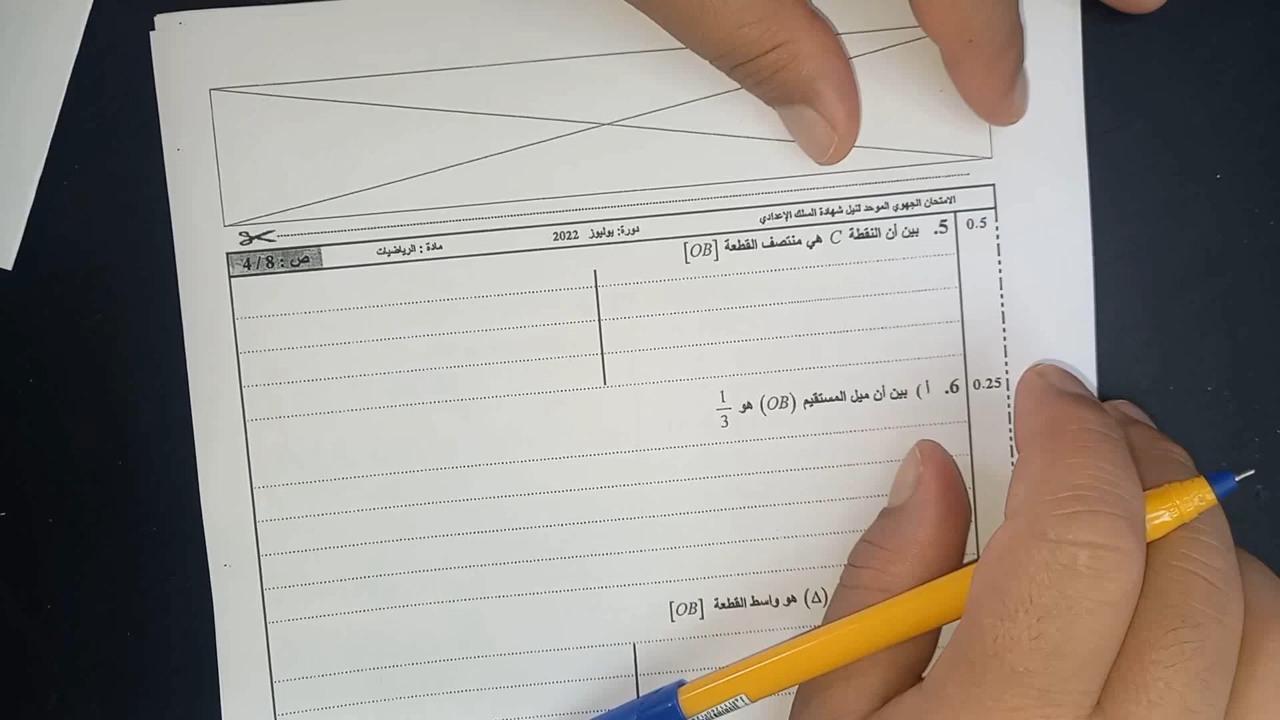 الامتحان الجهوي الموحد لنيل شهادة السلك الإعدادي
دورة: يوليوز 2022
مادة : الرياضيات
ص : 4/8
0.5
5. بين أن النقطة C هي منتصف القطعة [OB]
0.25
6. أ ) بين أن ميل المستقيم (OB) هو 1/3
(Δ) هو واسط القطعة [OB]